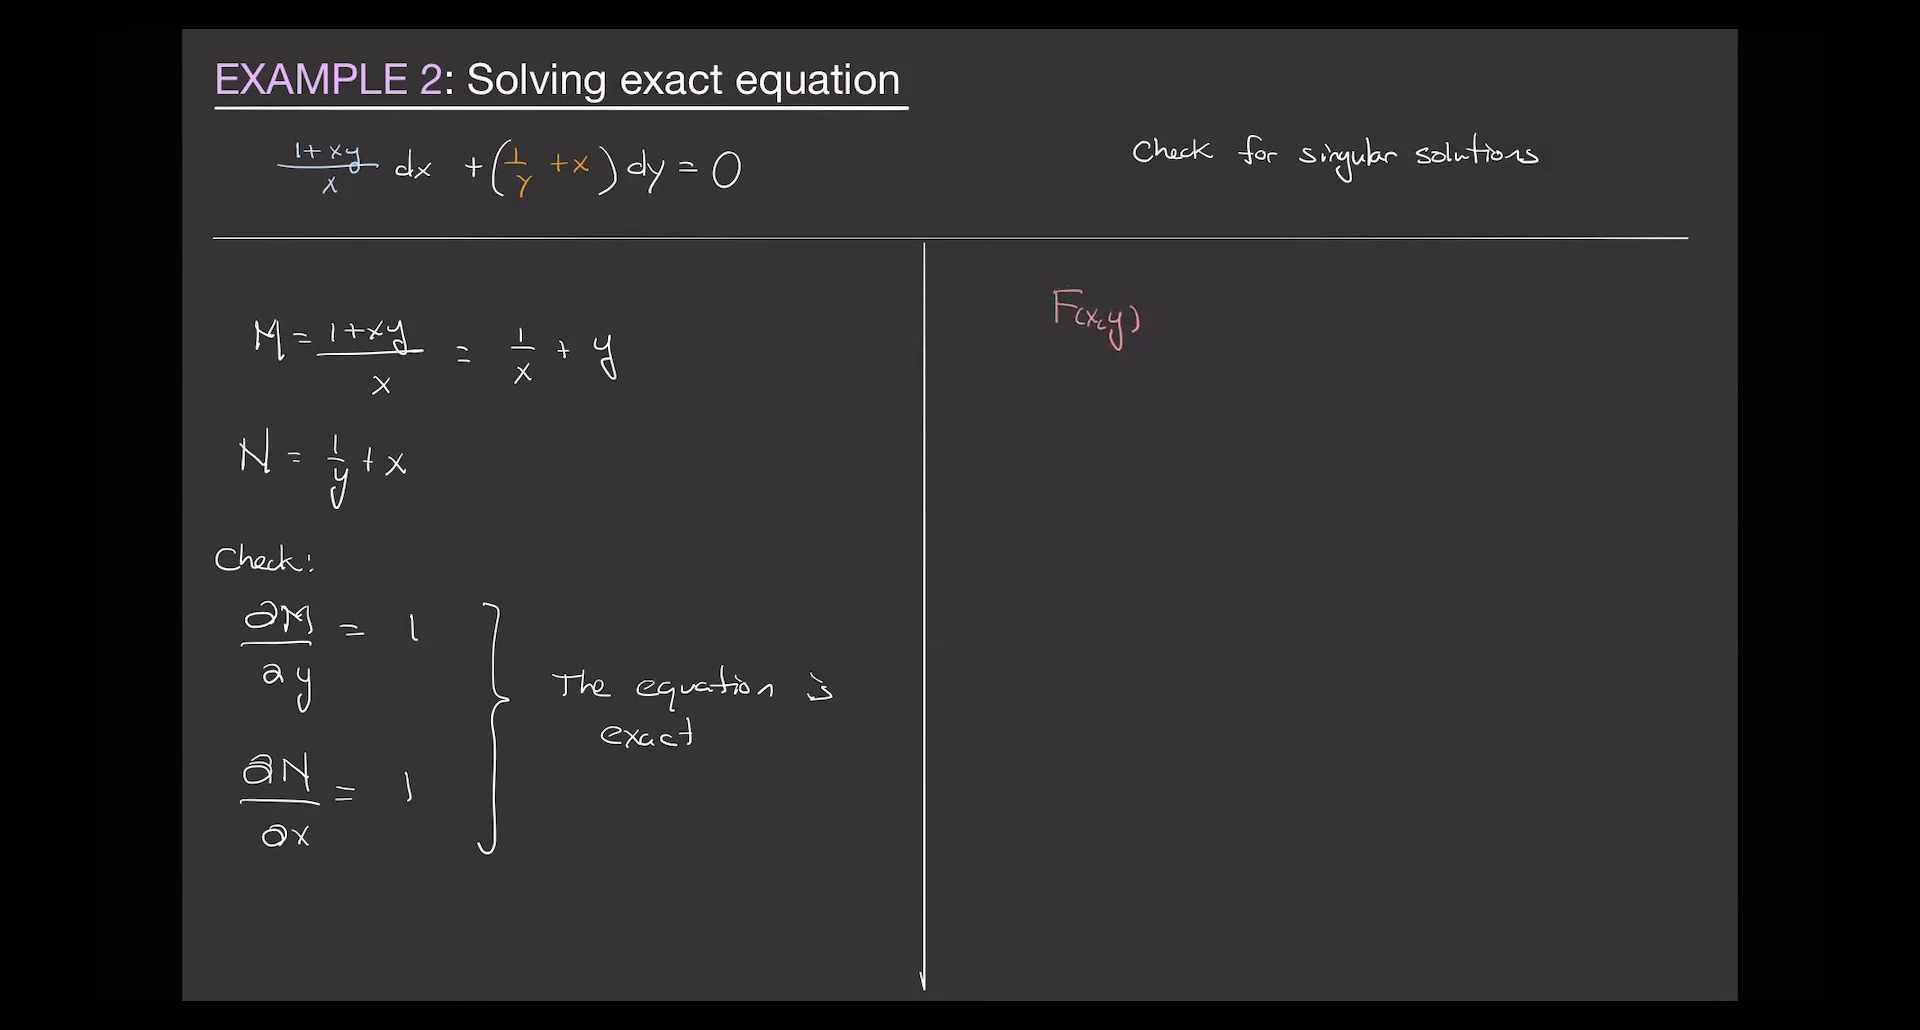 EXAMPLE 2: Solving exact equation
(1+xy)/x dx + (1/y + x) dy = 0
Check for singular solutions
M = (1+xy)/x = 1/x + y
N = 1/y + x
Check:
∂M/∂y = 1
∂N/∂x = 1
The equation is
exact
F(x,y)